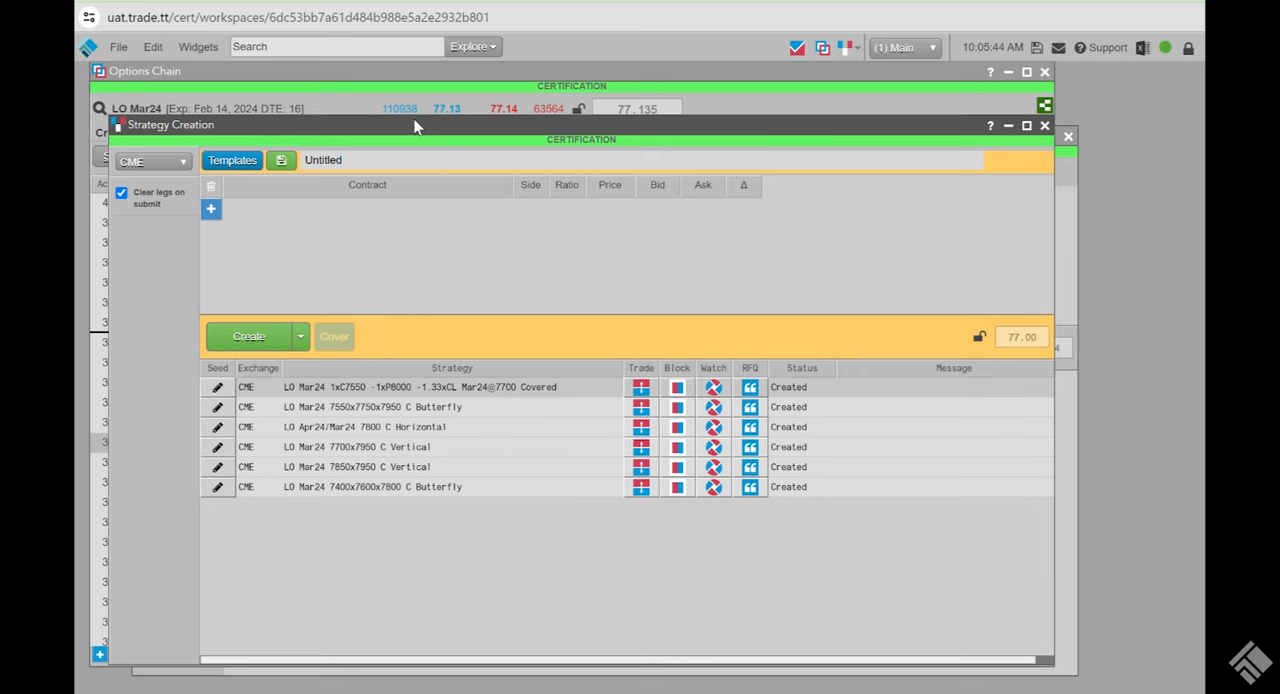 uat.trade.tt/cert/workspaces/6dc53bb7a61d484b988e5a2e2932b801
File Edit Widgets Search Explore (1) Main 10:05:44 AM Support
Options Chain ?
CERTIFICATION
LO Mar24 [Exp: Feb 14, 2024 DTE: 16] 110938 77.13 77.14 63564 77.135
Strategy Creation ?
CERTIFICATION
CME Templates Untitled
Clear legs on submit
Contract Side Ratio Price Bid Ask Δ
Create Cover 77.00
Seed Exchange Strategy Trade Block Watch RFQ Status Message
CME LO Mar24 1xC7550 -1xP8000 -1.33xCL Mar24@7700 Covered Created
CME LO Mar24 7550x7750x7950 C Butterfly Created
CME LO Apr24/Mar24 7800 C Horizontal Created
CME LO Mar24 7700x7950 C Vertical Created
CME LO Mar24 7850x7950 C Vertical Created
CME LO Mar24 7400x7600x7800 C Butterfly Created